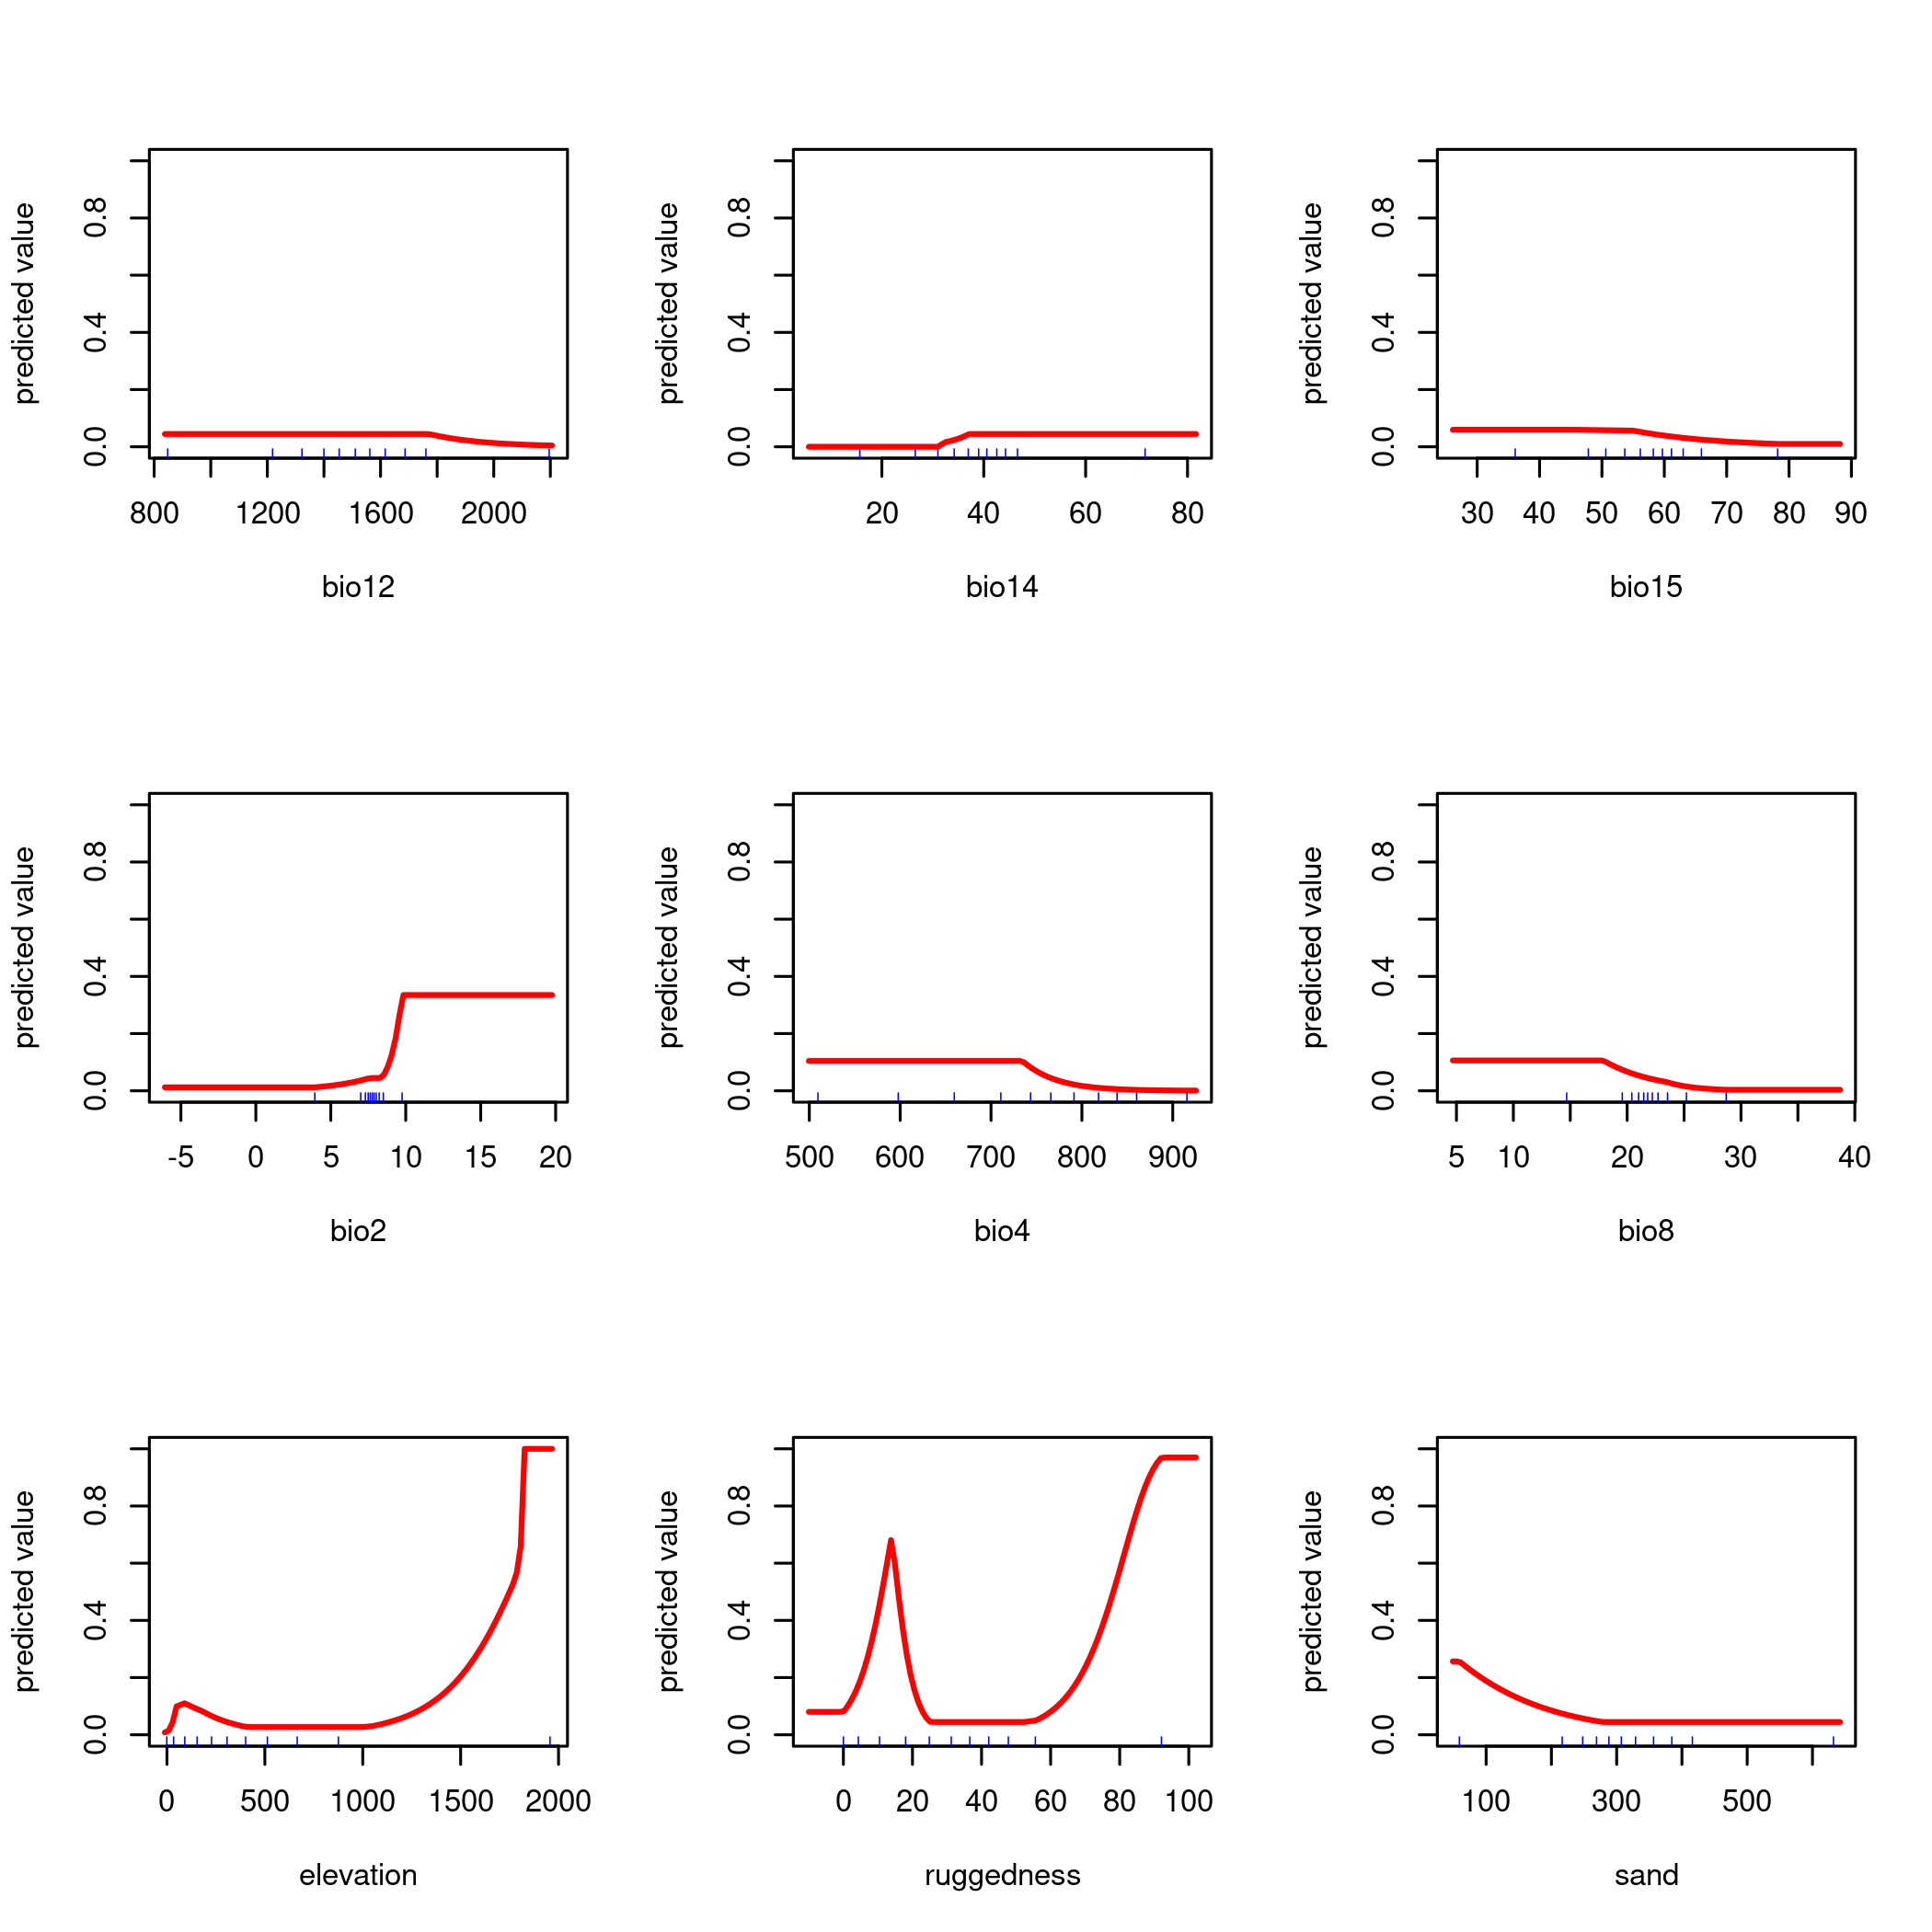 predicted value
0.0 0.4 0.8
800 1200 1600 2000
bio12
predicted value
0.0 0.4 0.8
20 40 60 80
bio14
predicted value
0.0 0.4 0.8
30 40 50 60 70 80 90
bio15
predicted value
0.0 0.4 0.8
-5 0 5 10 15 20
bio2
predicted value
0.0 0.4 0.8
500 600 700 800 900
bio4
predicted value
0.0 0.4 0.8
5 10 20 30 40
bio8
predicted value
0.0 0.4 0.8
0 500 1000 1500 2000
elevation
predicted value
0.0 0.4 0.8
0 20 40 60 80 100
ruggedness
predicted value
0.0 0.4 0.8
100 300 500
sand